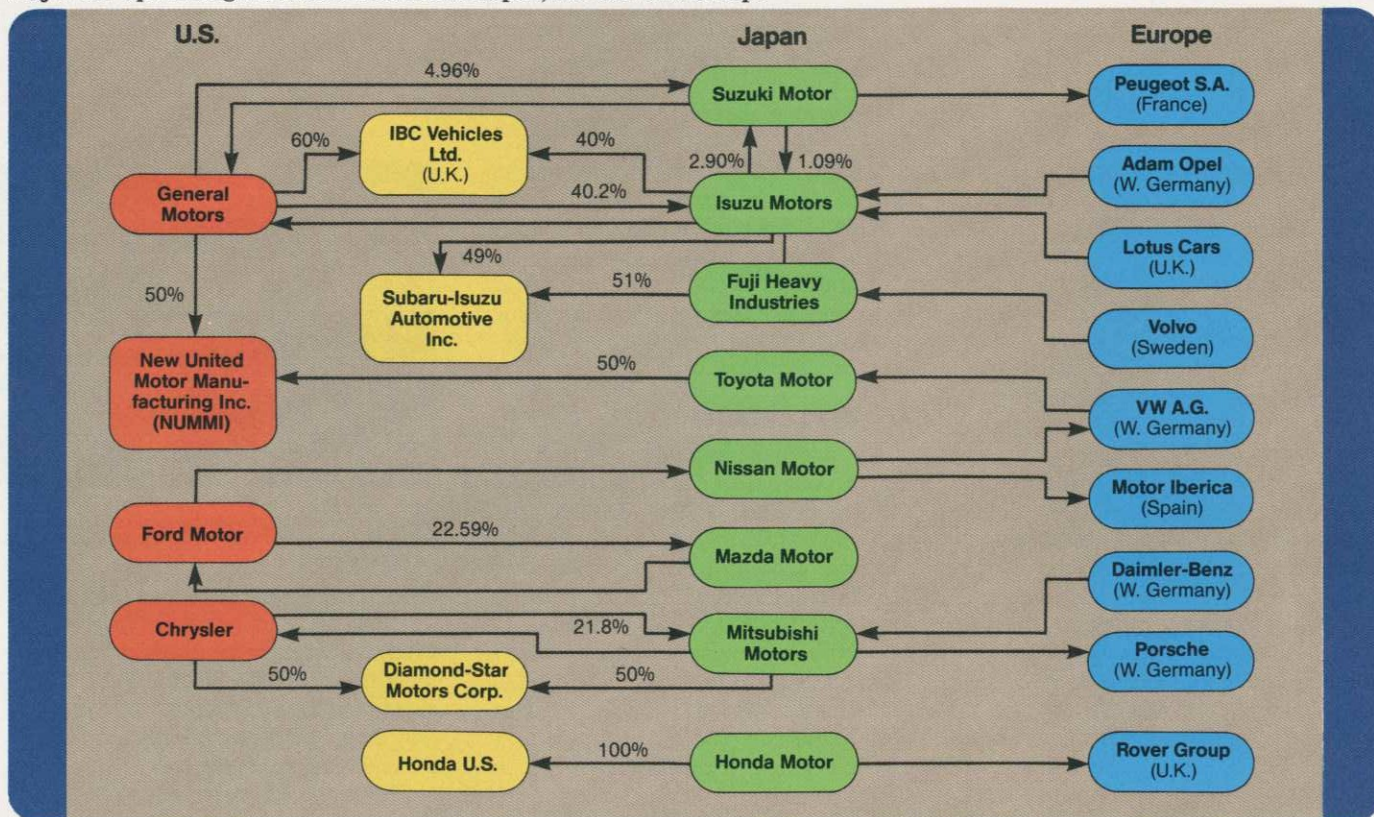 U.S.
Japan
Europe
4.96%
Suzuki Motor
Peugeot S.A.
(France)
60%
IBC Vehicles
Ltd.
(U.K.)
40%
2.90%
1.09%
Adam Opel
(W. Germany)
General
Motors
40.2%
Isuzu Motors
Lotus Cars
(U.K.)
49%
50%
Subaru-Isuzu
Automotive
Inc.
51%
Fuji Heavy
Industries
Volvo
(Sweden)
New United
Motor Manu-
facturing Inc.
(NUMMI)
50%
Toyota Motor
VW A.G.
(W. Germany)
Nissan Motor
Motor Iberica
(Spain)
Ford Motor
22.59%
Mazda Motor
Daimler-Benz
(W. Germany)
Chrysler
21.8%
Mitsubishi
Motors
Porsche
(W. Germany)
50%
Diamond-Star
Motors Corp.
50%
Honda U.S.
100%
Honda Motor
Rover Group
(U.K.)